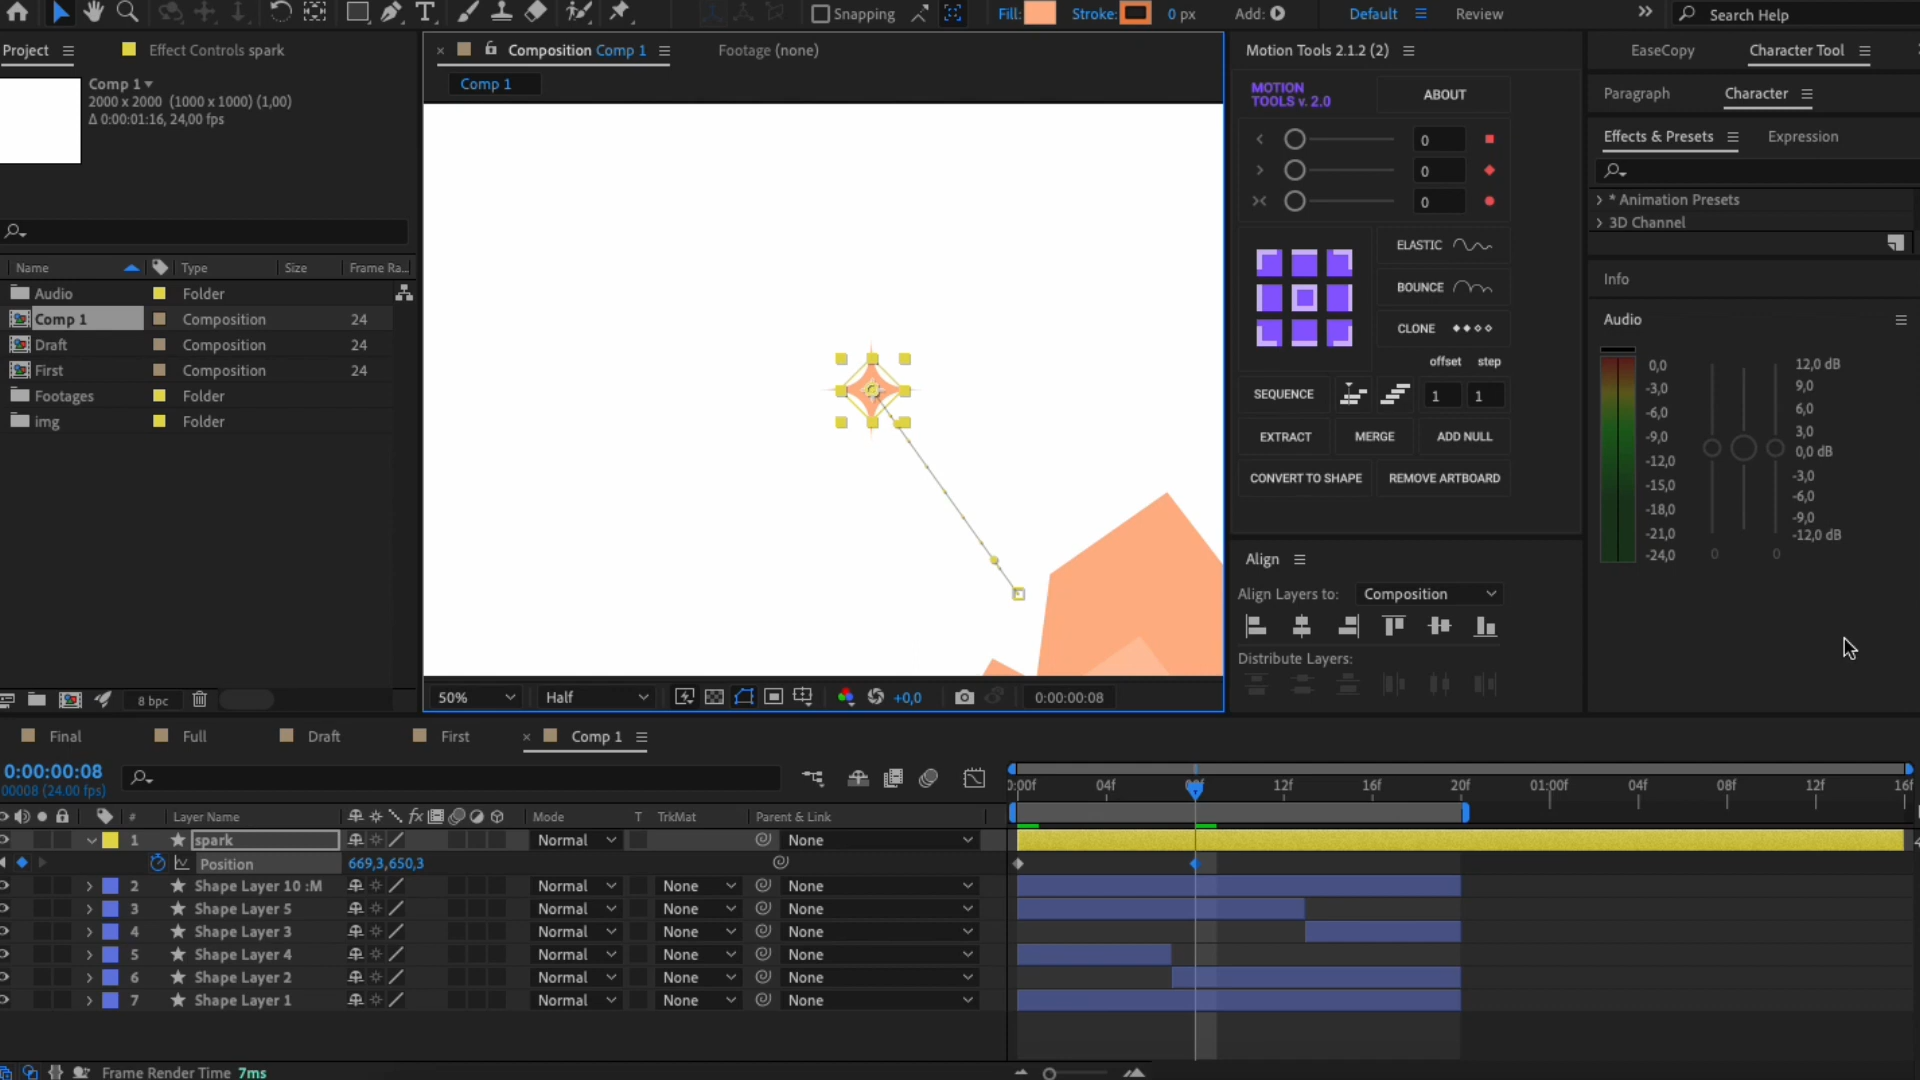 Snapping
Fill:
Stroke:
0 px
Add:
Default
Review
Search Help
Project
Effect Controls spark
Composition Comp 1
Footage (none)
Motion Tools 2.1.2 (2)
EaseCopy
Character Tool
Comp 1
2000 x 2000 (1000 x 1000) (1,00)
Δ 0:00:01:16, 24,00 fps
Comp 1
MOTION
TOOLS v. 2.0
ABOUT
Paragraph
Character
Effects & Presets
Expression
0
0
0
* Animation Presets
3D Channel
Name
Type
Size
Frame Ra...
Audio
Folder
Comp 1
Composition
24
Draft
Composition
24
First
Composition
24
Footages
Folder
img
Folder
ELASTIC
BOUNCE
CLONE
offset
step
SEQUENCE
1
1
EXTRACT
MERGE
ADD NULL
CONVERT TO SHAPE
REMOVE ARTBOARD
Info
Audio
0,0
-3,0
-6,0
-9,0
-12,0
-15,0
-18,0
-21,0
-24,0
12,0 dB
9,0
6,0
3,0
0,0 dB
-3,0
-6,0
-9,0
-12,0 dB
0
0
Align
Align Layers to:
Composition
Distribute Layers:
8 bpc
50%
Half
+0,0
0:00:00:08
Final
Full
Draft
First
Comp 1
0:00:00:08
00008 (24.00 fps)
04f
12f
16f
20f
01:00f
04f
08f
12f
16f
#
Layer Name
fx
Mode
T
TrkMat
Parent & Link
1
spark
Normal
None
Position
669,3,650,3
2
Shape Layer 10 :M
Normal
None
None
3
Shape Layer 5
Normal
None
None
4
Shape Layer 3
Normal
None
None
5
Shape Layer 4
Normal
None
None
6
Shape Layer 2
Normal
None
None
7
Shape Layer 1
Normal
None
None
Frame Render Time 7ms